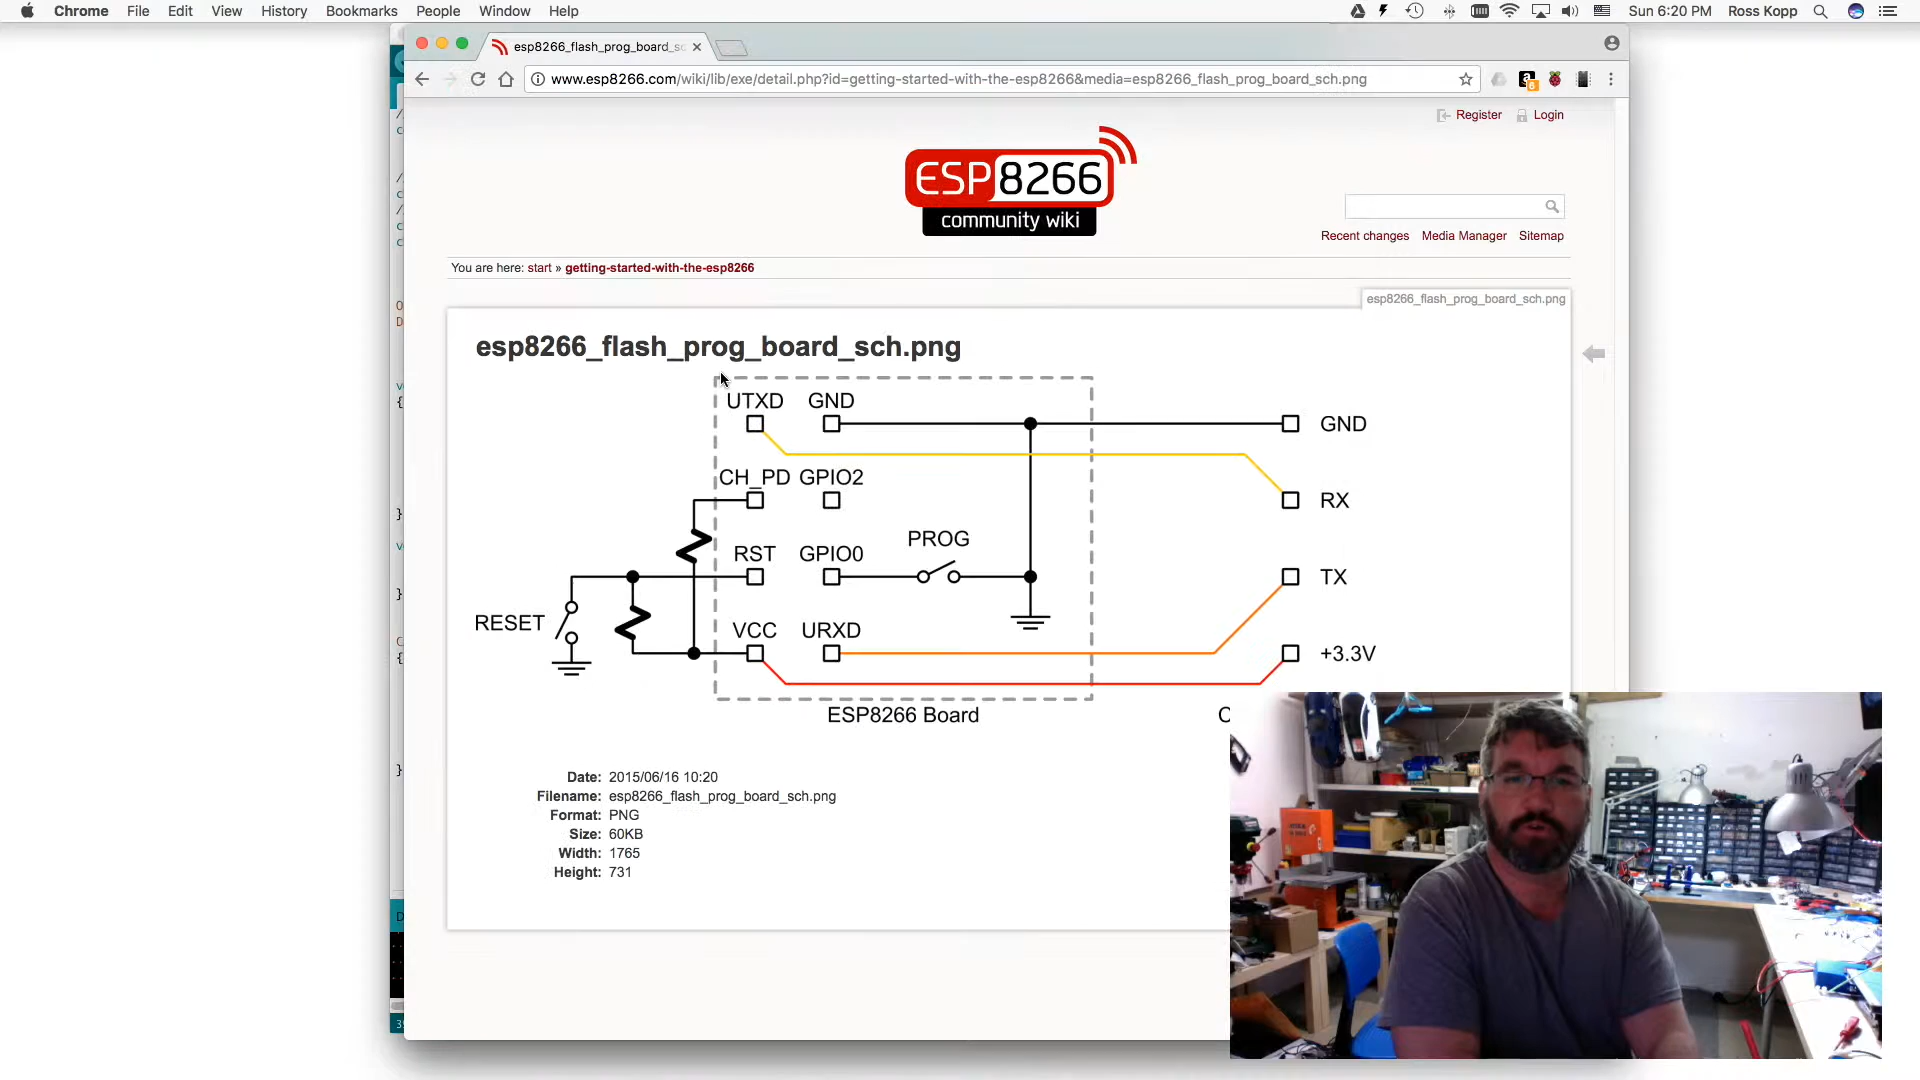 Chrome File Edit View History Bookmarks People Window Help Sun 6:20 PM Ross Kopp
esp8266_flash_prog_board_sc
www.esp8266.com/wiki/lib/exe/detail.php?id=getting-started-with-the-esp8266&media=esp8266_flash_prog_board_sch.png
Register Login
ESP8266
community wiki
Recent changes Media Manager Sitemap
You are here: start » getting-started-with-the-esp8266
esp8266_flash_prog_board_sch.png
esp8266_flash_prog_board_sch.png
UTXD GND
GND
CH_PD GPIO2
RX
PROG
RST GPIO0
TX
RESET
VCC URXD
+3.3V
ESP8266 Board
C
Date: 2015/06/16 10:20
Filename: esp8266_flash_prog_board_sch.png
Format: PNG
Size: 60KB
Width: 1765
Height: 731